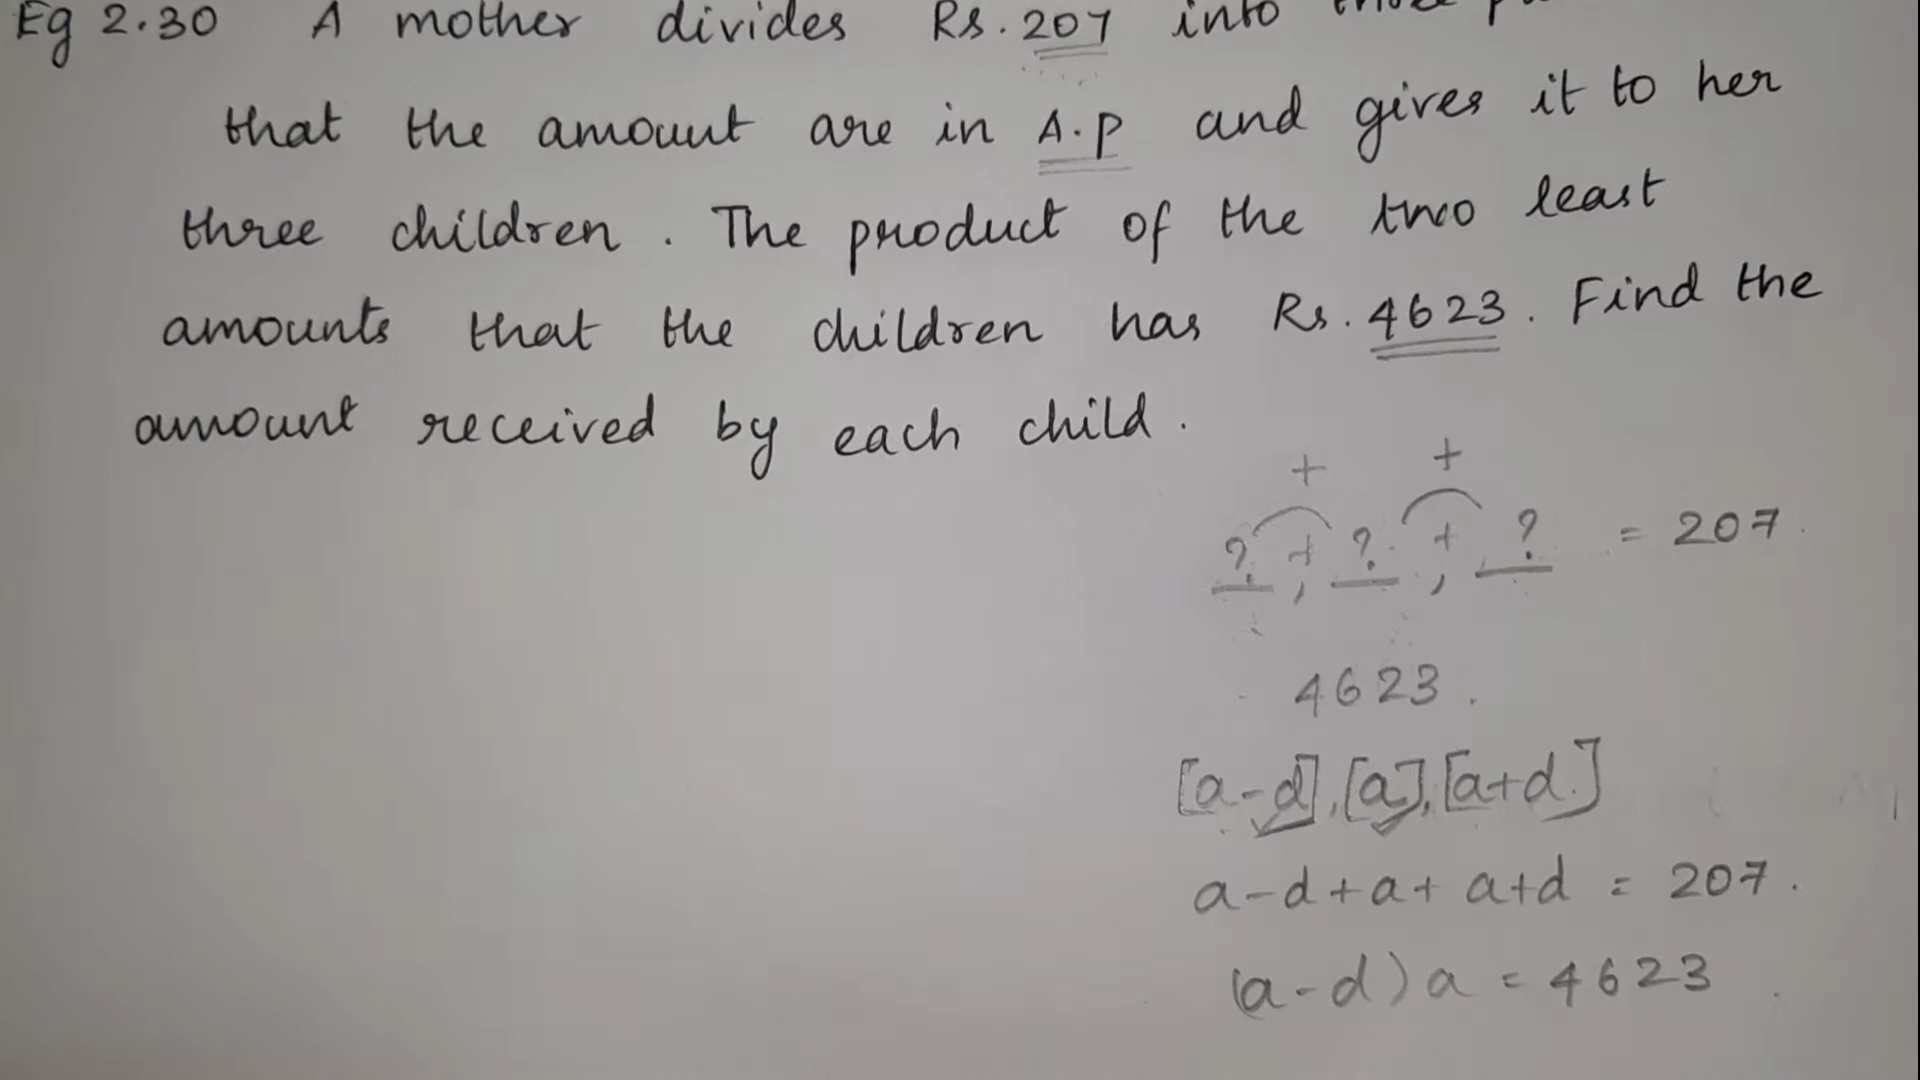 Eg 2.30 A mother divides Rs. 207 into
that the amount are in A.P and gives it to her
three children. The product of the two least
amounts that the children has Rs. 4623. Find the
amount received by each child.
+ +
? + , ? + , ? = 207.
4623.
[a-d], [a], [a+d]
a-d+a+a+d = 207.
(a-d)a = 4623